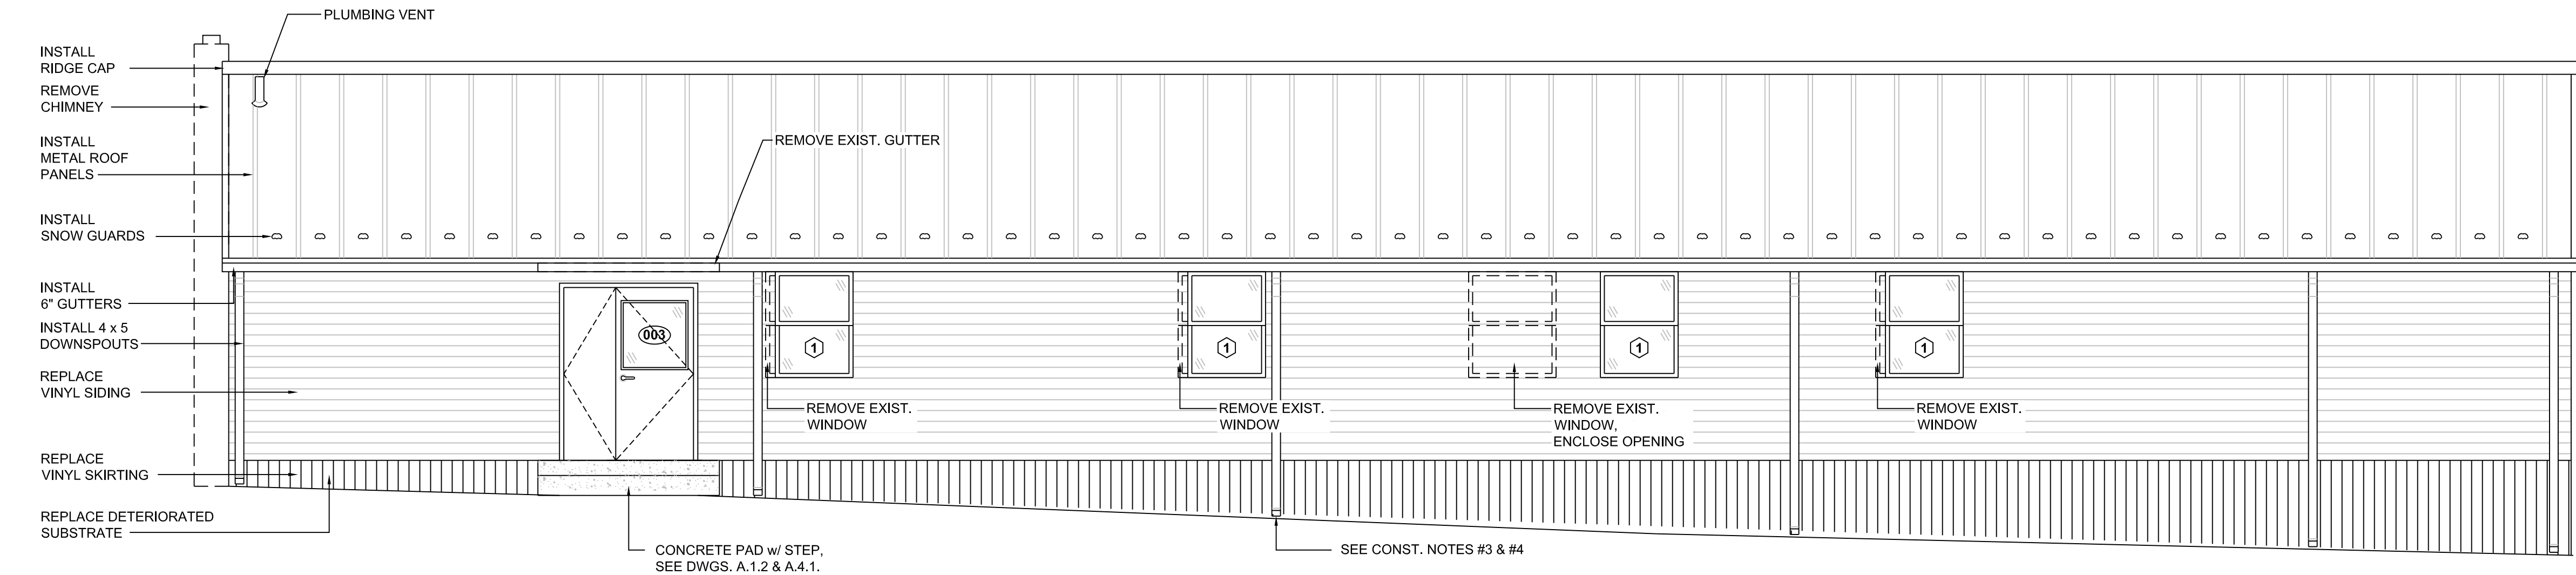 PLUMBING VENT
INSTALL
RIDGE CAP
REMOVE
CHIMNEY
INSTALL
METAL ROOF
PANELS
REMOVE EXIST. GUTTER
INSTALL
SNOW GUARDS
INSTALL
6" GUTTERS
INSTALL 4 x 5
DOWNSPOUTS
REPLACE
VINYL SIDING
REPLACE
VINYL SKIRTING
REPLACE DETERIORATED
SUBSTRATE
003
1
1
1
1
REMOVE EXIST.
WINDOW
REMOVE EXIST.
WINDOW
REMOVE EXIST.
WINDOW,
ENCLOSE OPENING
REMOVE EXIST.
WINDOW
CONCRETE PAD w/ STEP,
SEE DWGS. A.1.2 & A.4.1.
SEE CONST. NOTES #3 & #4